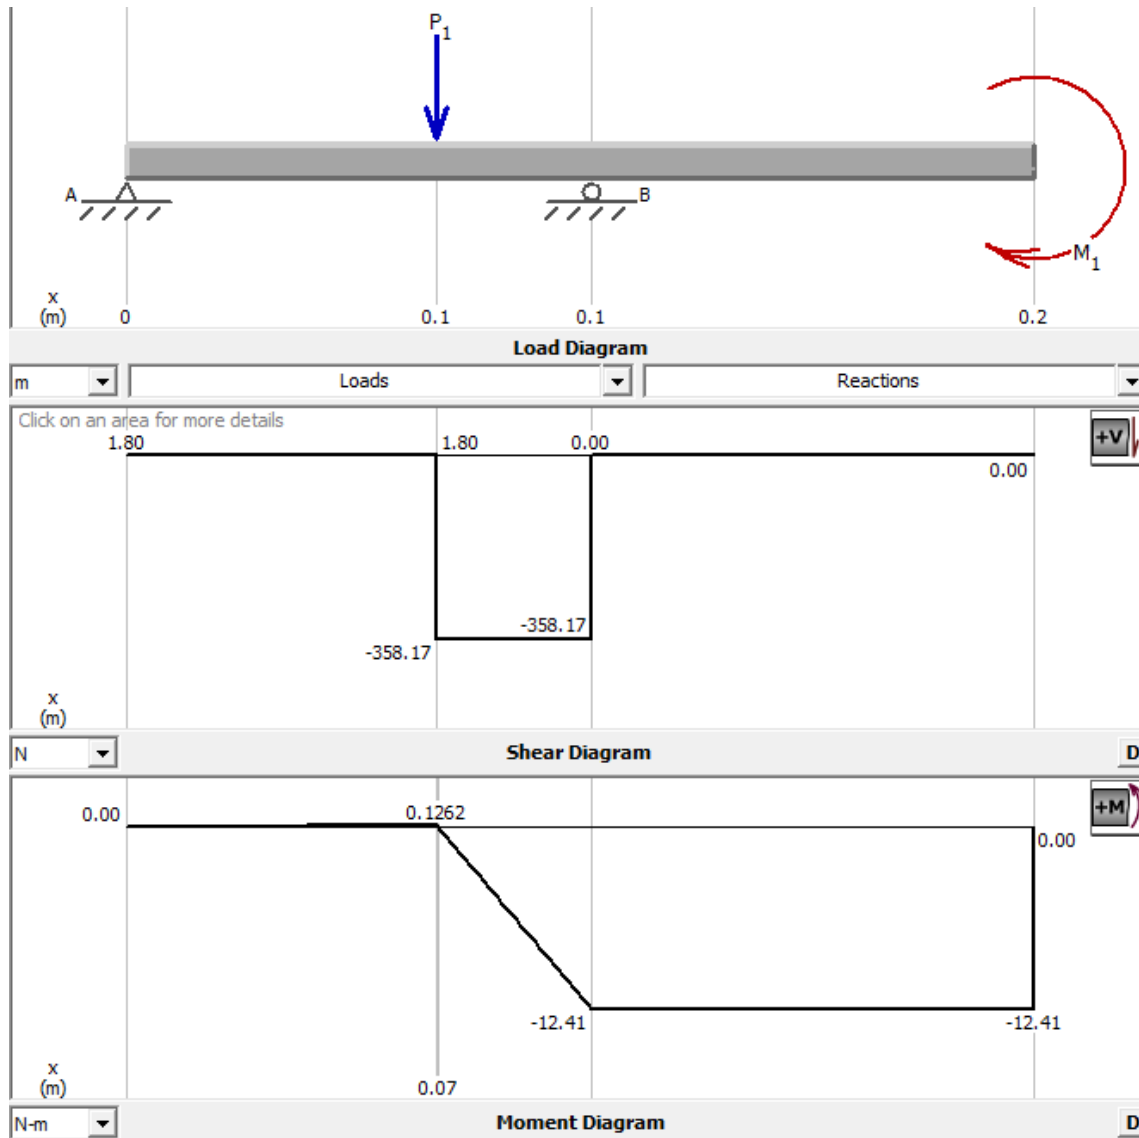 P1
A
B
M1
x
(m)
0
0.1
0.1
0.2
Load Diagram
m
Loads
Reactions
Click on an area for more details
1.80
1.80
0.00
+V
0.00
-358.17
-358.17
x
(m)
N
Shear Diagram
D
0.00
0.1262
+M
0.00
-12.41
-12.41
x
(m)
0.07
N-m
Moment Diagram
D